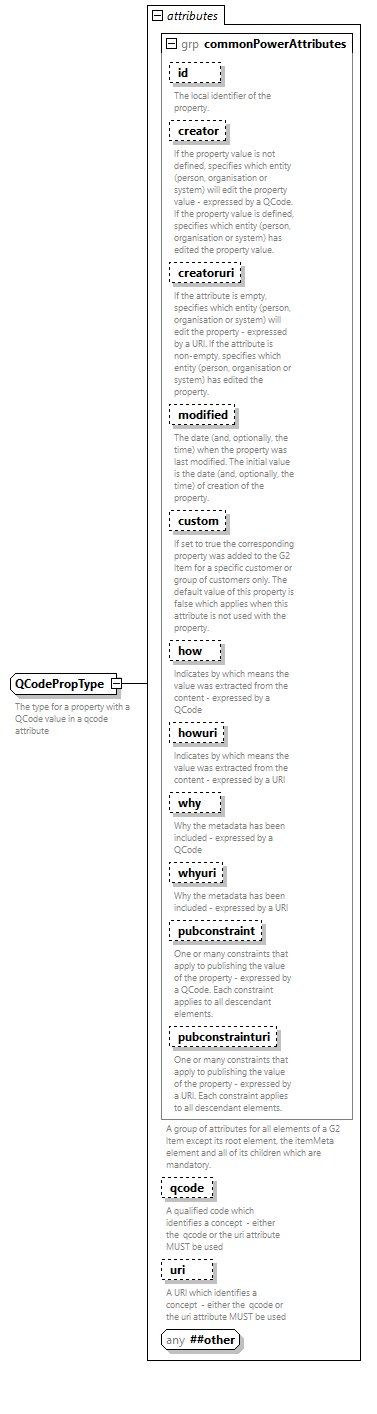 attributes
grp commonPowerAttributes
id
The local identifier of the
property.
creator
If the property value is not
defined, specifies which entity
(person, organisation or
system) will edit the property
value - expressed by a QCode.
If the property value is defined,
specifies which entity (person,
organisation or system) has
edited the property value.
creatoruri
If the attribute is empty,
specifies which entity (person,
organisation or system) will
edit the property - expressed
by a URI. If the attribute is
non-empty, specifies which
entity (person, organisation or
system) has edited the
property.
modified
The date (and, optionally, the
time) when the property was
last modified. The initial value
is the date (and, optionally, the
time) of creation of the
property.
custom
If set to true the corresponding
property was added to the G2
Item for a specific customer or
group of customers only. The
default value of this property is
false which applies when this
attribute is not used with the
property.
how
Indicates by which means the
value was extracted from the
content - expressed by a
QCode
howuri
Indicates by which means the
value was extracted from the
content - expressed by a URI
why
Why the metadata has been
included - expressed by a
QCode
whyuri
Why the metadata has been
included - expressed by a URI
pubconstraint
One or many constraints that
apply to publishing the value
of the property - expressed by
a QCode. Each constraint
applies to all descendant
elements.
pubconstrainturi
One or many constraints that
apply to publishing the value
of the property - expressed by
a URI. Each constraint applies
to all descendant elements.
A group of attributes for all elements of a G2
Item except its root element, the itemMeta
element and all of its children which are
mandatory.
qcode
A qualified code which
identifies a concept - either
the qcode or the uri attribute
MUST be used
uri
A URI which identifies a
concept - either the qcode or
the uri attribute MUST be used
any ##other
QCodePropType
The type for a property with a
QCode value in a qcode
attribute